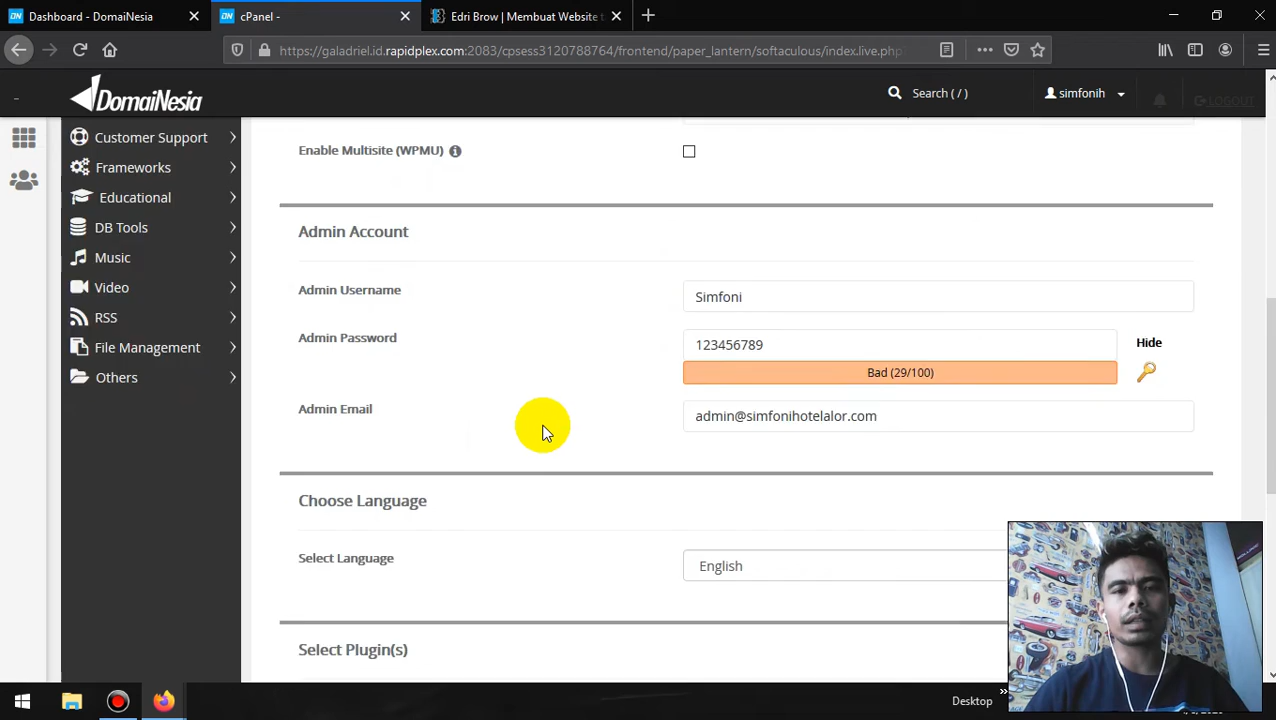 Dashboard - DomaiNesia
cPanel -
Edri Brow | Membuat Website t
https://galadriel.id.rapidplex.com:2083/cpsess3120788764/frontend/paper_lantern/softaculous/index.live.php
DomaiNesia
Search ( / )
simfonih
LOGOUT
Customer Support
Frameworks
Educational
DB Tools
Music
Video
RSS
File Management
Others
Enable Multisite (WPMU)
Admin Account
Admin Username
Simfoni
Admin Password
123456789
Hide
Bad (29/100)
Admin Email
admin@simfonihotelalor.com
Choose Language
Select Language
English
Select Plugin(s)
Desktop